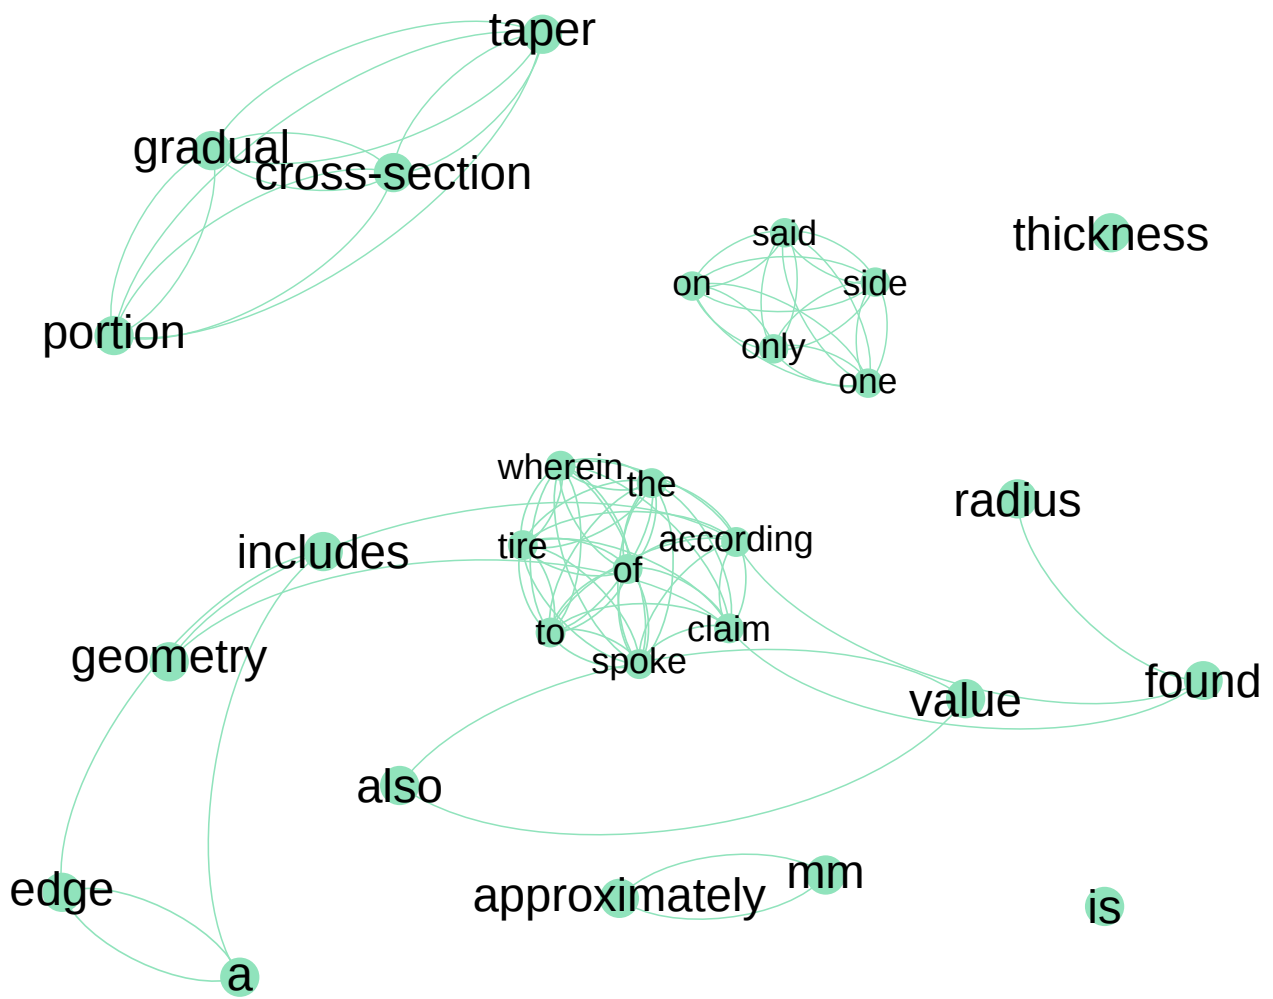 taper
gradual
cross-section
said
thickness
on
side
portion
only
one
wherein
the
radius
according
tire
includes
of
to
claim
geometry
spoke
found
value
also
mm
edge
approximately
is
a